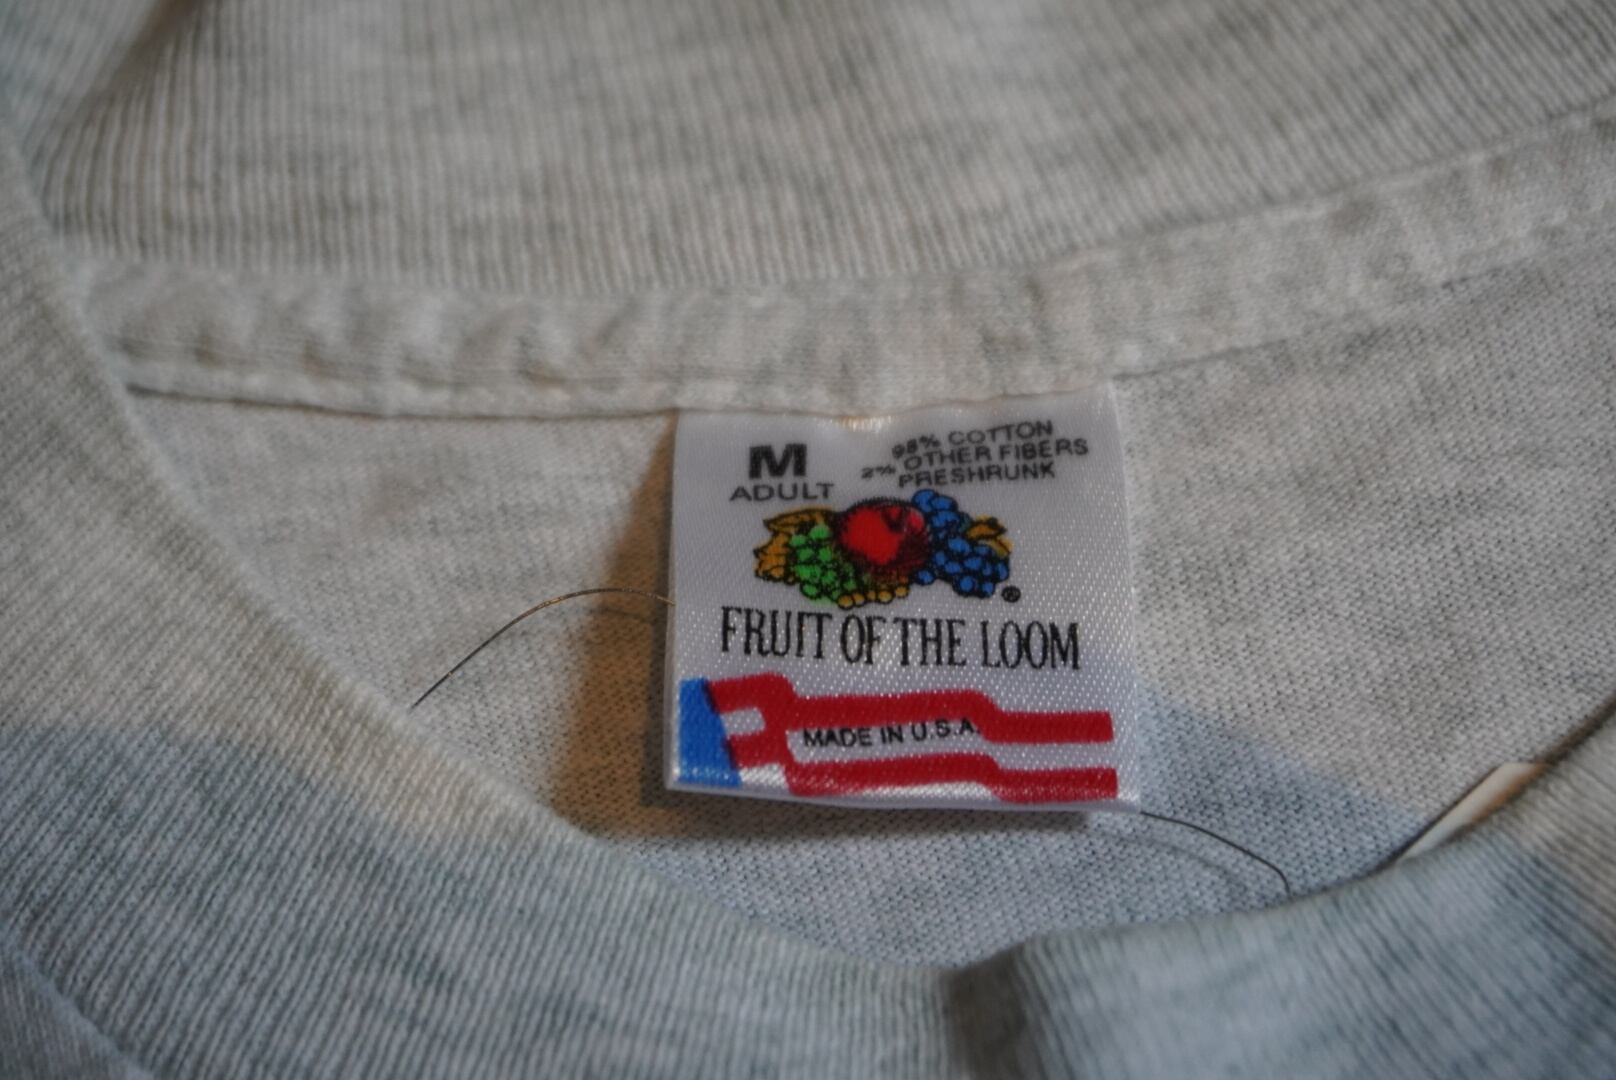 M
ADULT
98% COTTON
2% OTHER FIBERS
PRESHRUNK
®
FRUIT OF THE LOOM
MADE IN U.S.A.